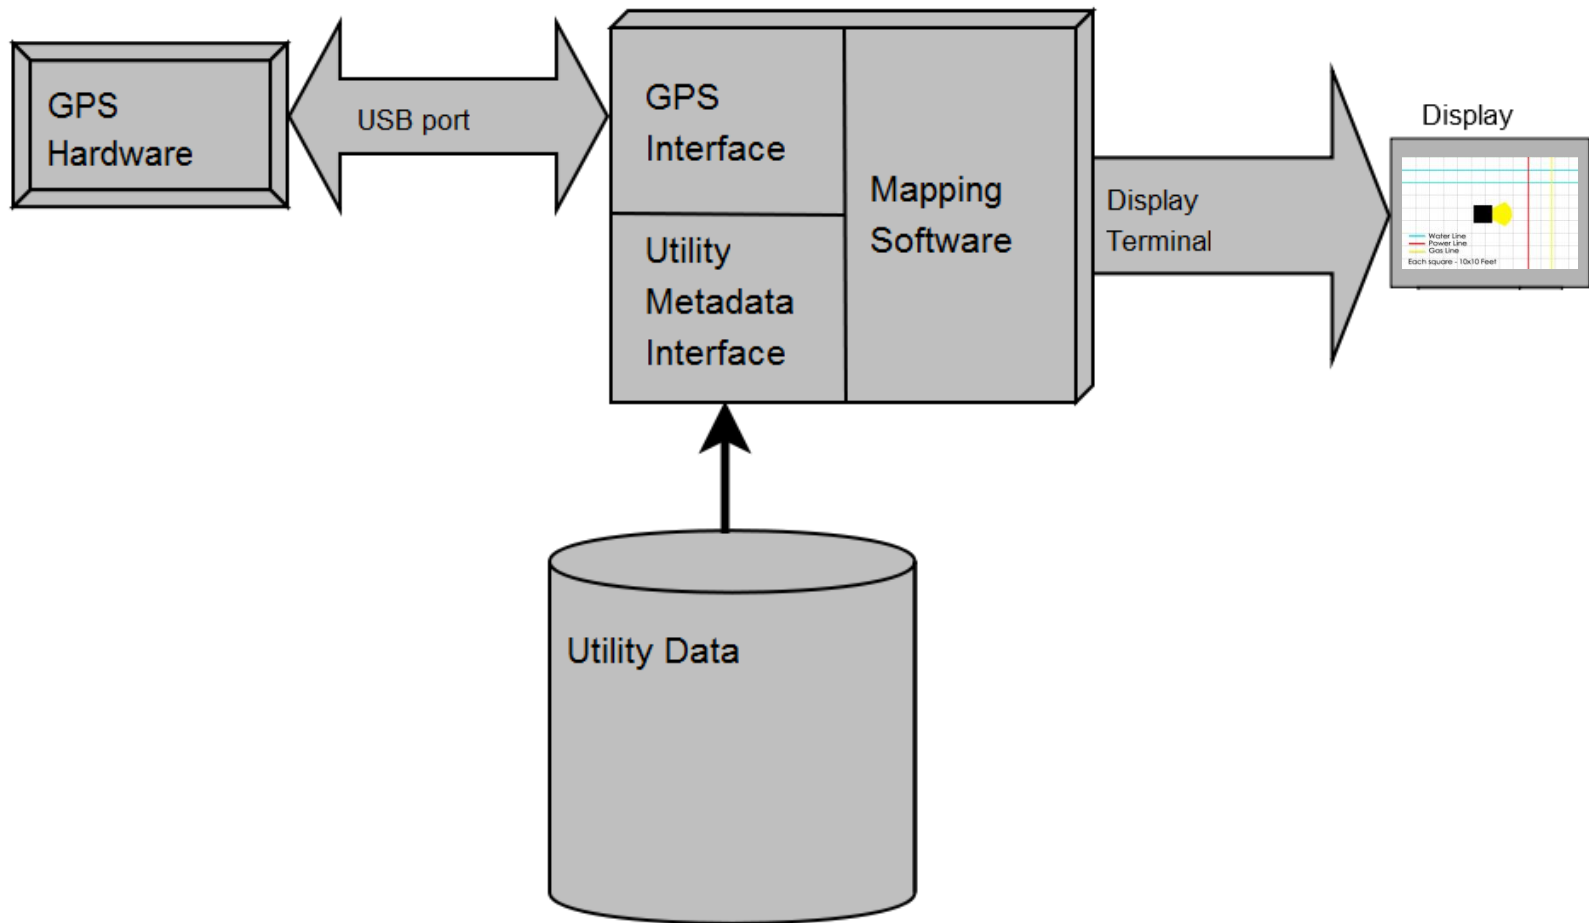 GPS
Hardware
USB port
GPS
Interface
Utility
Metadata
Interface
Mapping
Software
Display
Terminal
Display
Water Line
Power Line
Gas Line
Each square - 10x10 Feet
Utility Data